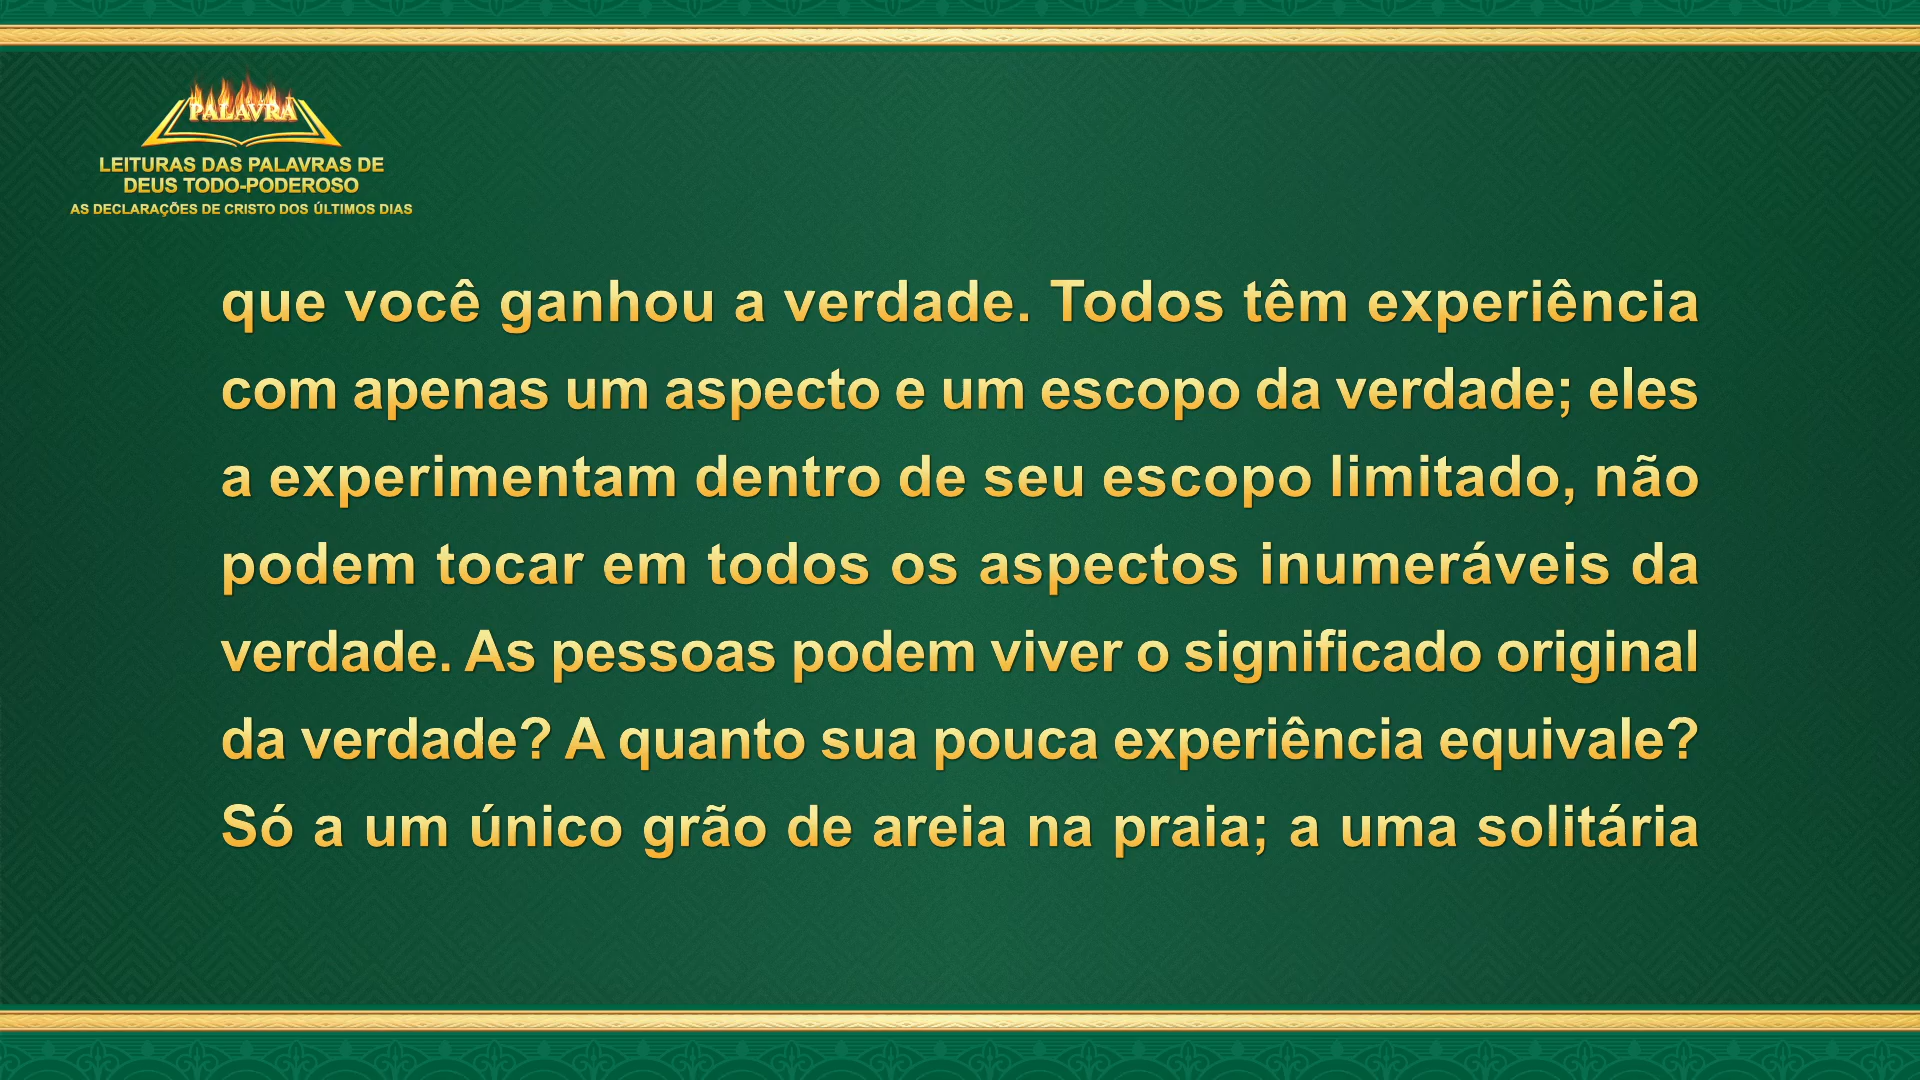 PALAVRA
LEITURAS DAS PALAVRAS DE
DEUS TODO-PODEROSO
AS DECLARAÇÕES DE CRISTO DOS ÚLTIMOS DIAS
que você ganhou a verdade. Todos têm experiência
com apenas um aspecto e um escopo da verdade; eles
a experimentam dentro de seu escopo limitado, não
podem tocar em todos os aspectos inumeráveis da
verdade. As pessoas podem viver o significado original
da verdade? A quanto sua pouca experiência equivale?
Só a um único grão de areia na praia; a uma solitária